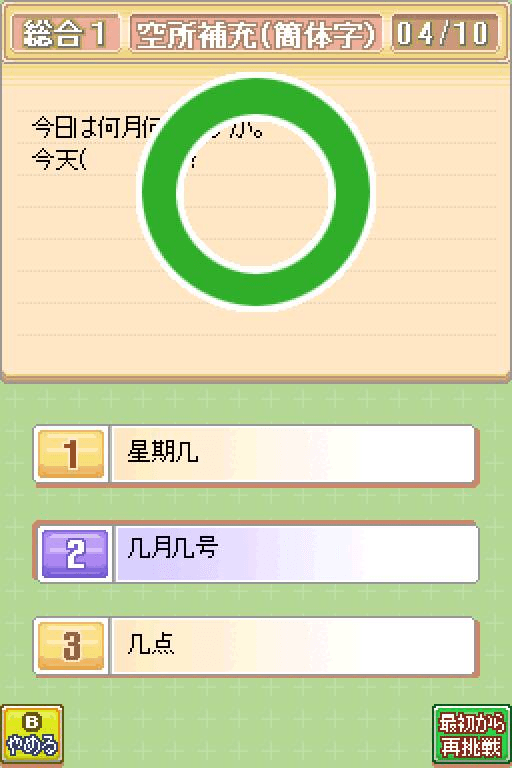 総合1 空所補充(簡体字) 04/10
今日は何月何
か。
今天(
1 星期几
2 几月几号
3 几点
B
やめる
最初から
再挑戦